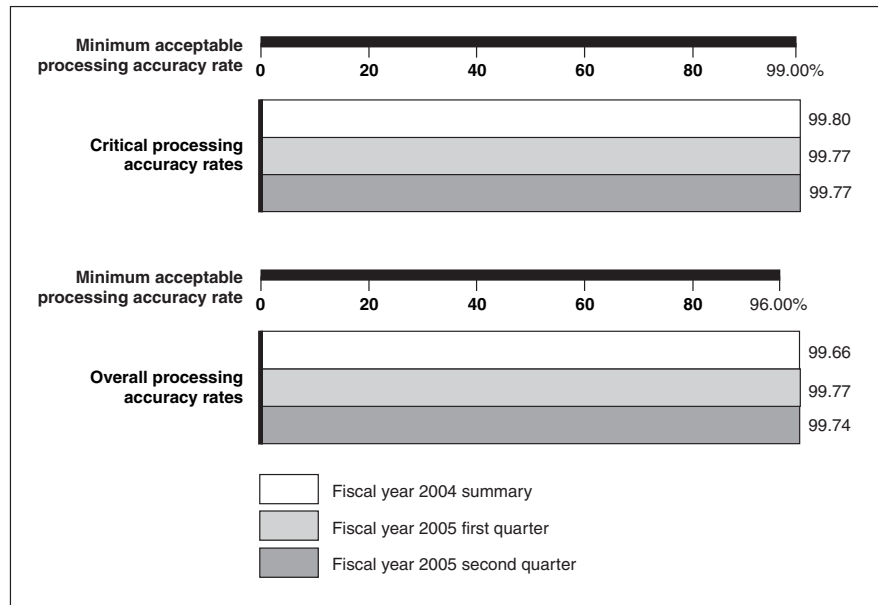 Minimum acceptable
processing accuracy rate
0 20 40 60 80 99.00%
Critical processing
accuracy rates
99.80
99.77
99.77
Minimum acceptable
processing accuracy rate
0 20 40 60 80 96.00%
Overall processing
accuracy rates
99.66
99.77
99.74
Fiscal year 2004 summary
Fiscal year 2005 first quarter
Fiscal year 2005 second quarter